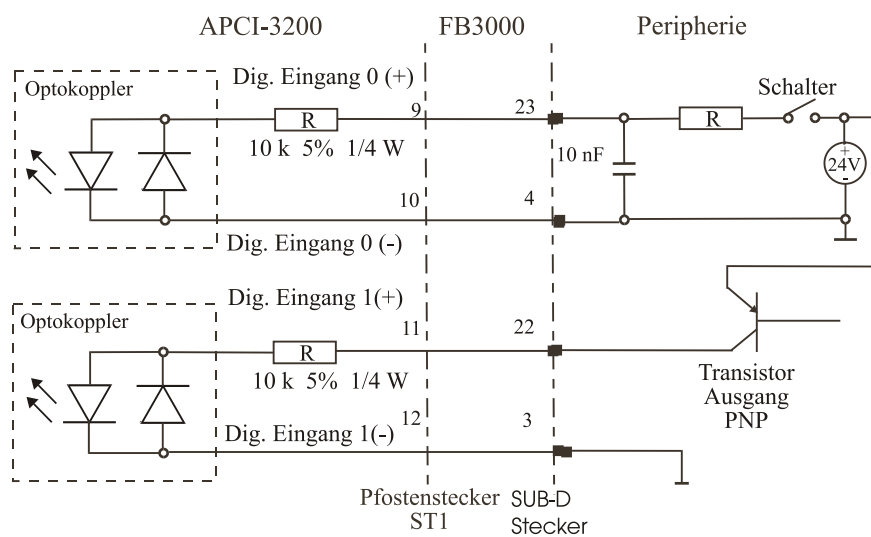 APCI-3200 FB3000 Peripherie
Dig. Eingang 0 (+)
Optokoppler
Schalter
9 23
R R
10 k 5% 1/4 W
10 nF
+
24V
-
10 4
Dig. Eingang 0 (-)
Dig. Eingang 1(+)
Optokoppler
11 22
R
10 k 5% 1/4 W
Transistor
Ausgang
PNP
12 3
Dig. Eingang 1(-)
Pfostenstecker
ST1
SUB-D
Stecker